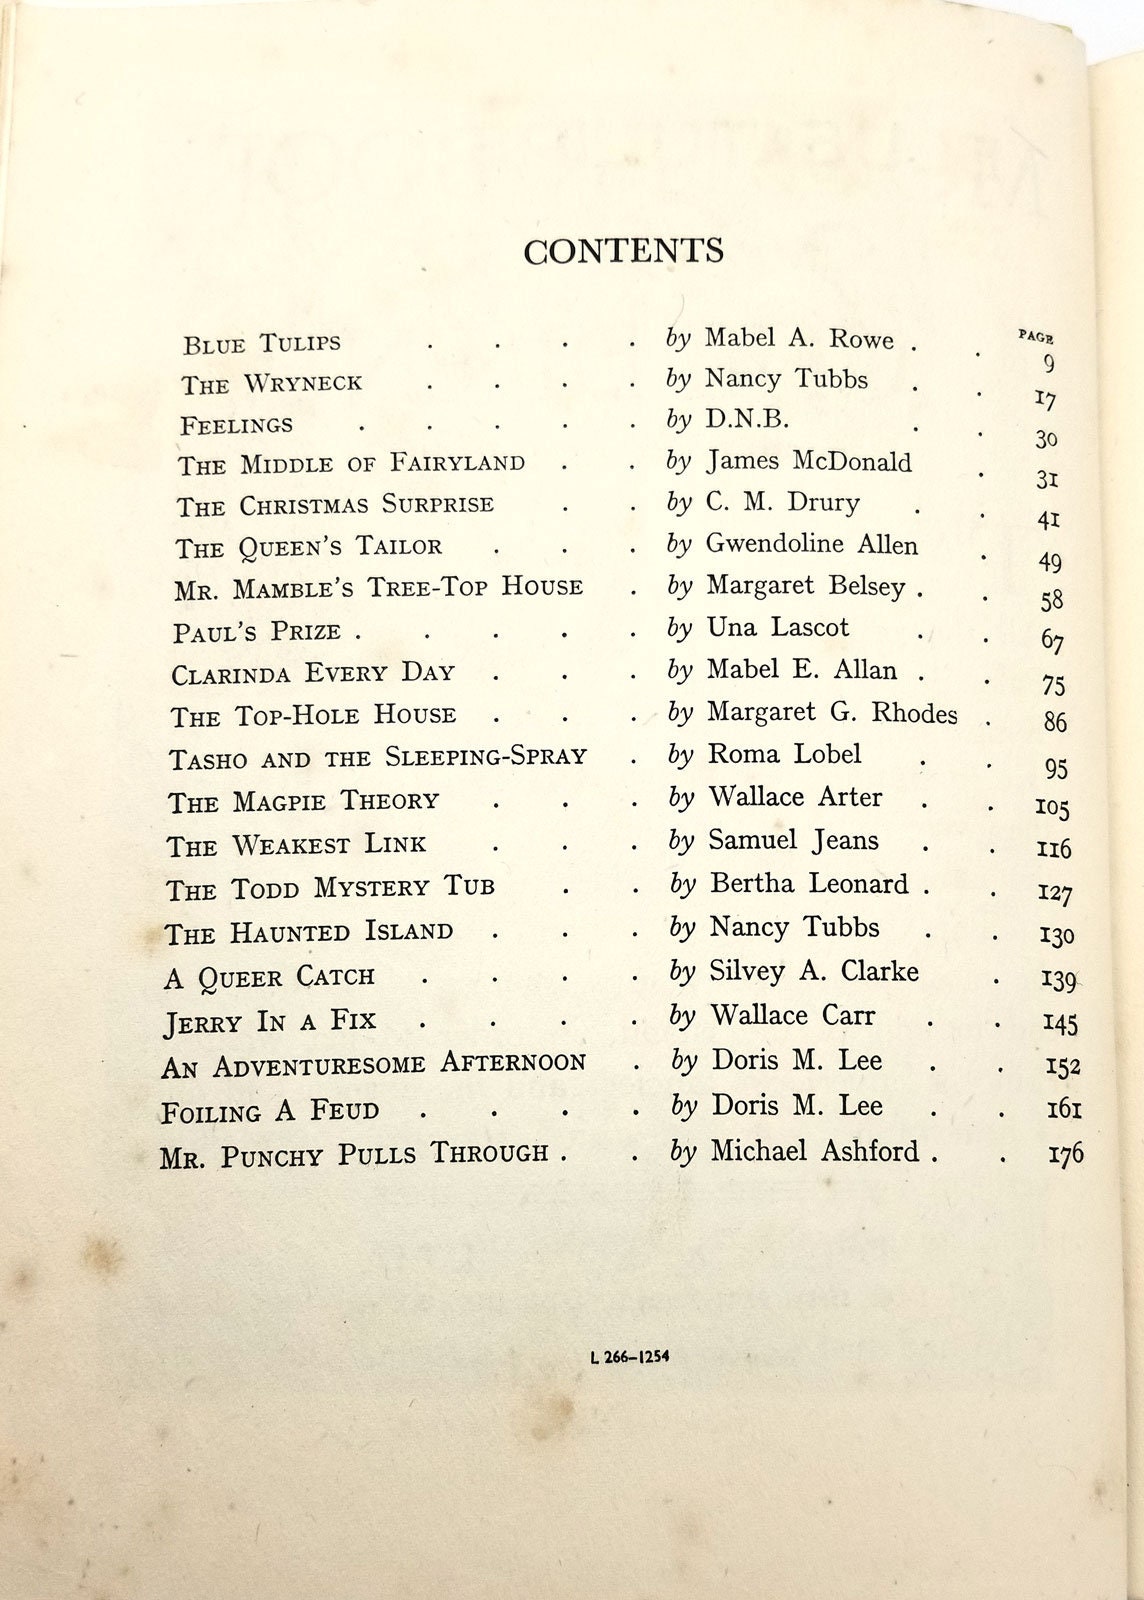 CONTENTS
PAGE
BLUE TULIPS . . . . by Mabel A. Rowe . . 9
THE WRYNECK . . . . by Nancy Tubbs . . 17
FEELINGS . . . . . by D.N.B. . . 30
THE MIDDLE OF FAIRYLAND . . by James McDonald . 31
THE CHRISTMAS SURPRISE . . by C. M. Drury . . 41
THE QUEEN'S TAILOR . . . by Gwendoline Allen . 49
MR. MAMBLE'S TREE-TOP HOUSE . by Margaret Belsey . . 58
PAUL'S PRIZE . . . . . by Una Lascot . . 67
CLARINDA EVERY DAY . . . by Mabel E. Allan . . 75
THE TOP-HOLE HOUSE . . . by Margaret G. Rhodes . 86
TASHO AND THE SLEEPING-SPRAY . by Roma Lobel . . 95
THE MAGPIE THEORY . . . by Wallace Arter . . 105
THE WEAKEST LINK . . . by Samuel Jeans . . 116
THE TODD MYSTERY TUB . . by Bertha Leonard . . 127
THE HAUNTED ISLAND . . . by Nancy Tubbs . . 130
A QUEER CATCH . . . . by Silvey A. Clarke . 139
JERRY IN A FIX . . . . by Wallace Carr . . 145
AN ADVENTURESOME AFTERNOON . by Doris M. Lee . . 152
FOILING A FEUD . . . . by Doris M. Lee . . 161
MR. PUNCHY PULLS THROUGH . . by Michael Ashford . . 176
L 266-1254